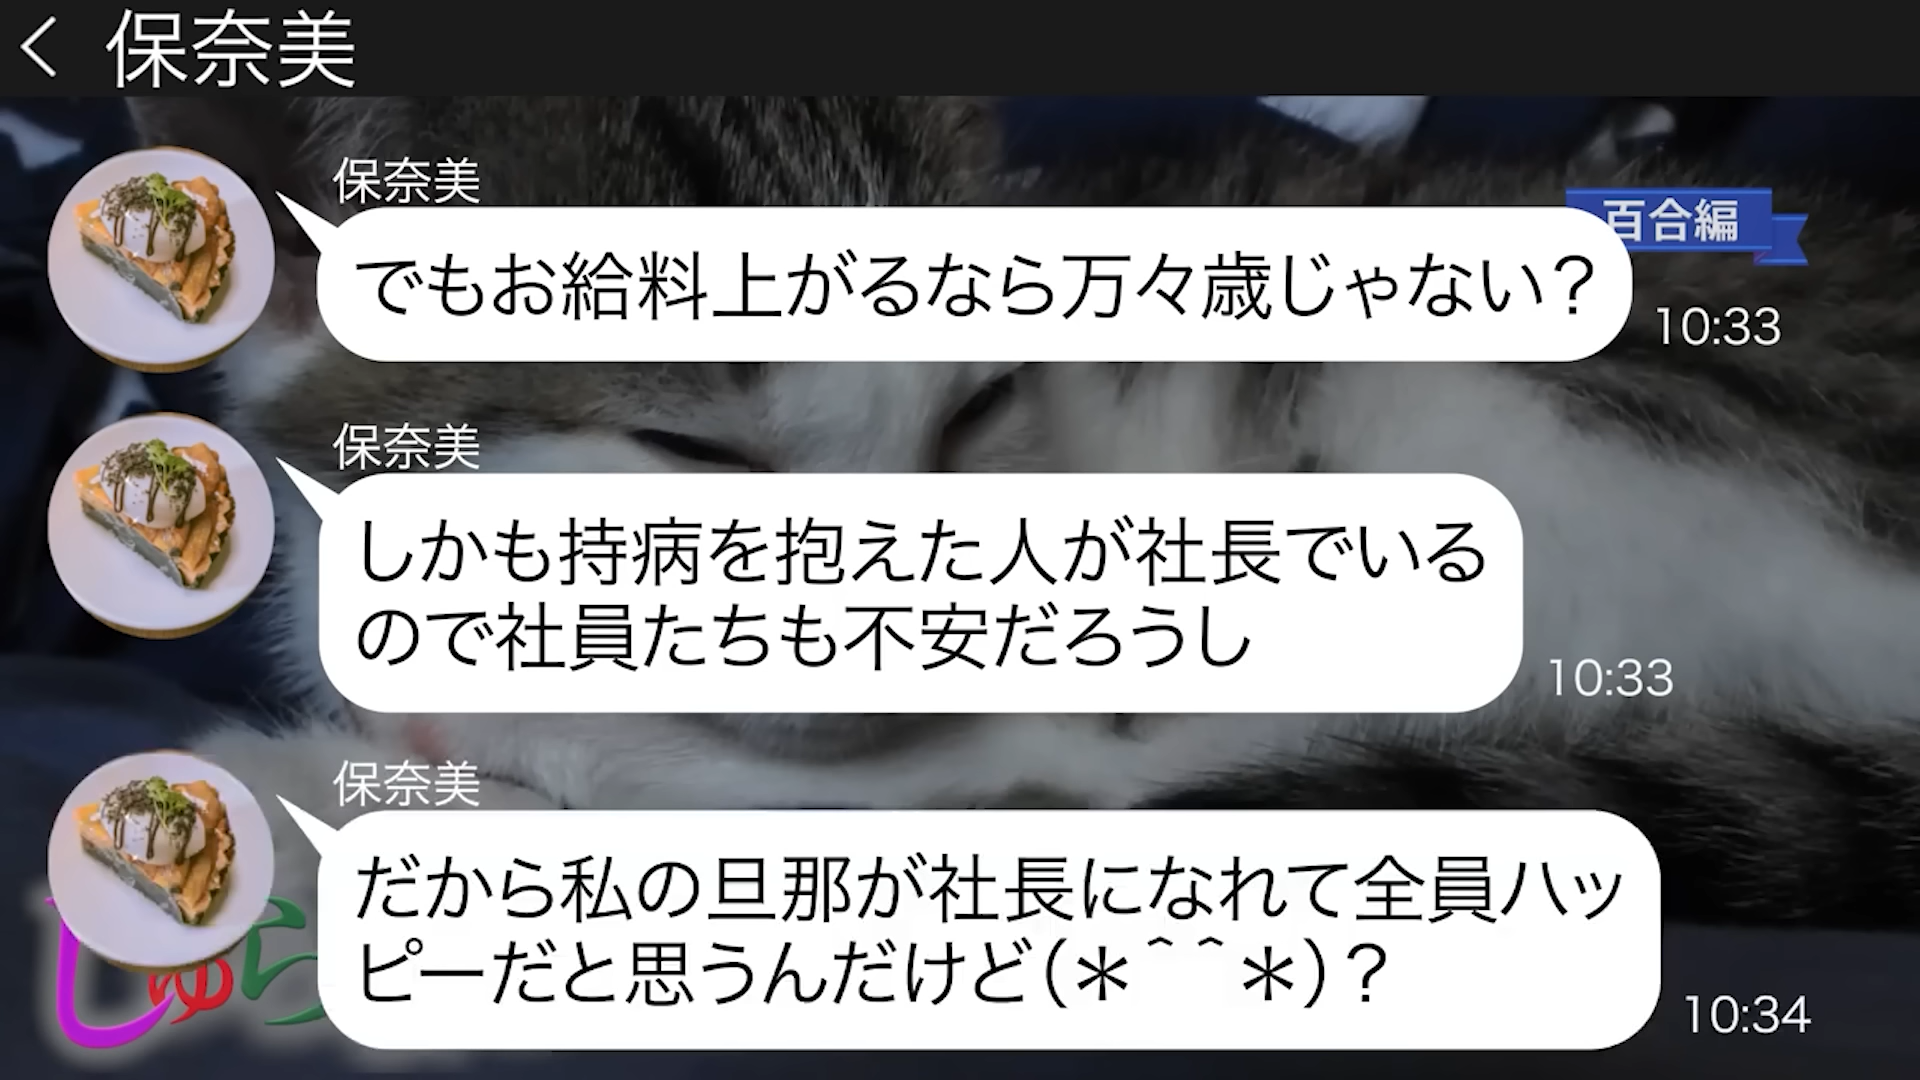 保奈美
保奈美
百合編
でもお給料上がるなら万々歳じゃない？
10:33
保奈美
しかも持病を抱えた人が社長でいる
ので社員たちも不安だろうし
10:33
保奈美
だから私の旦那が社長になれて全員ハッ
ピーだと思うんだけど(＊＾＾＊)？
10:34
しゅら